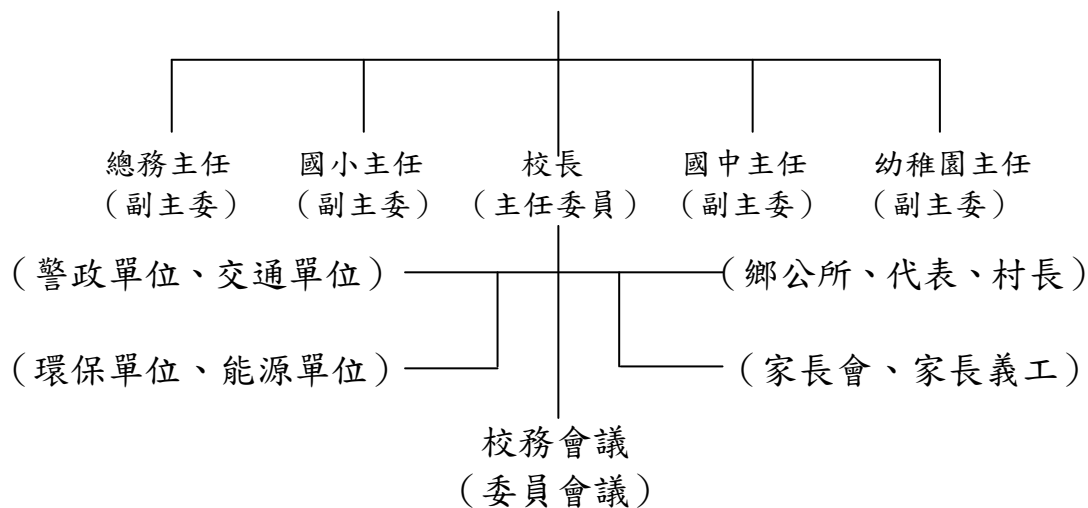 總務主任 國小主任 校長 國中主任 幼稚園主任
（副主委） （副主委） （主任委員） （副主委） （副主委）
（警政單位、交通單位） （鄉公所、代表、村長）
（環保單位、能源單位） （家長會、家長義工）
校務會議
（委員會議）